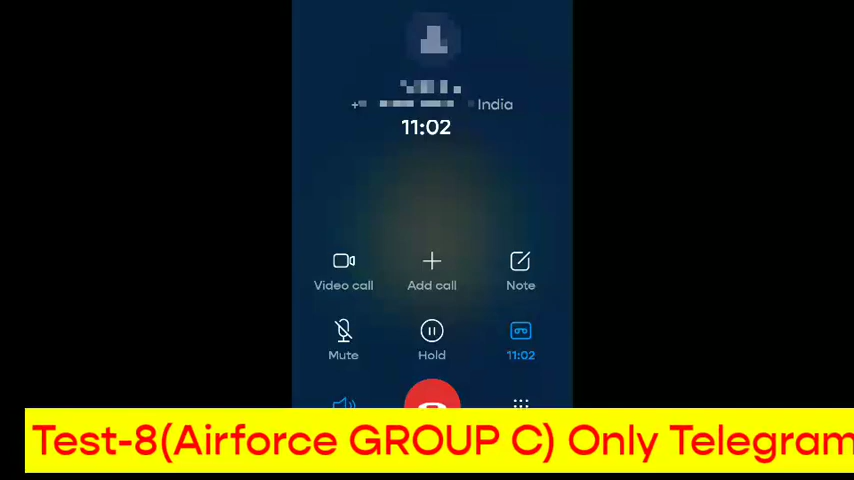 India
11:02
Video call
Add call
Note
Mute
Hold
11:02
Test-8(Airforce GROUP C) Only Telegram